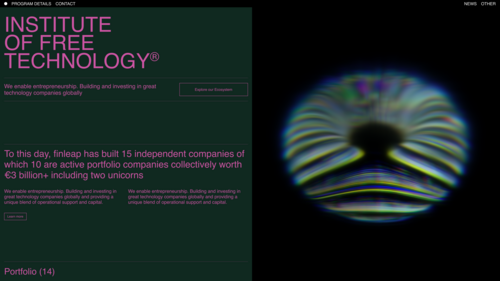 PROGRAM DETAILS CONTACT NEWS OTHER
INSTITUTE
OF FREE
TECHNOLOGY®
We enable entrepreneurship. Building and investing in great
technology companies globally
Explore our Ecosystem
To this day, finleap has built 15 independent companies of
which 10 are active portfolio companies collectively worth
€3 billion+ including two unicorns
We enable entrepreneurship. Building and investing in
great technology companies globally and providing a
unique blend of operational support and capital.
We enable entrepreneurship. Building and investing in
great technology companies globally and providing a
unique blend of operational support and capital.
Learn more
Portfolio (14)